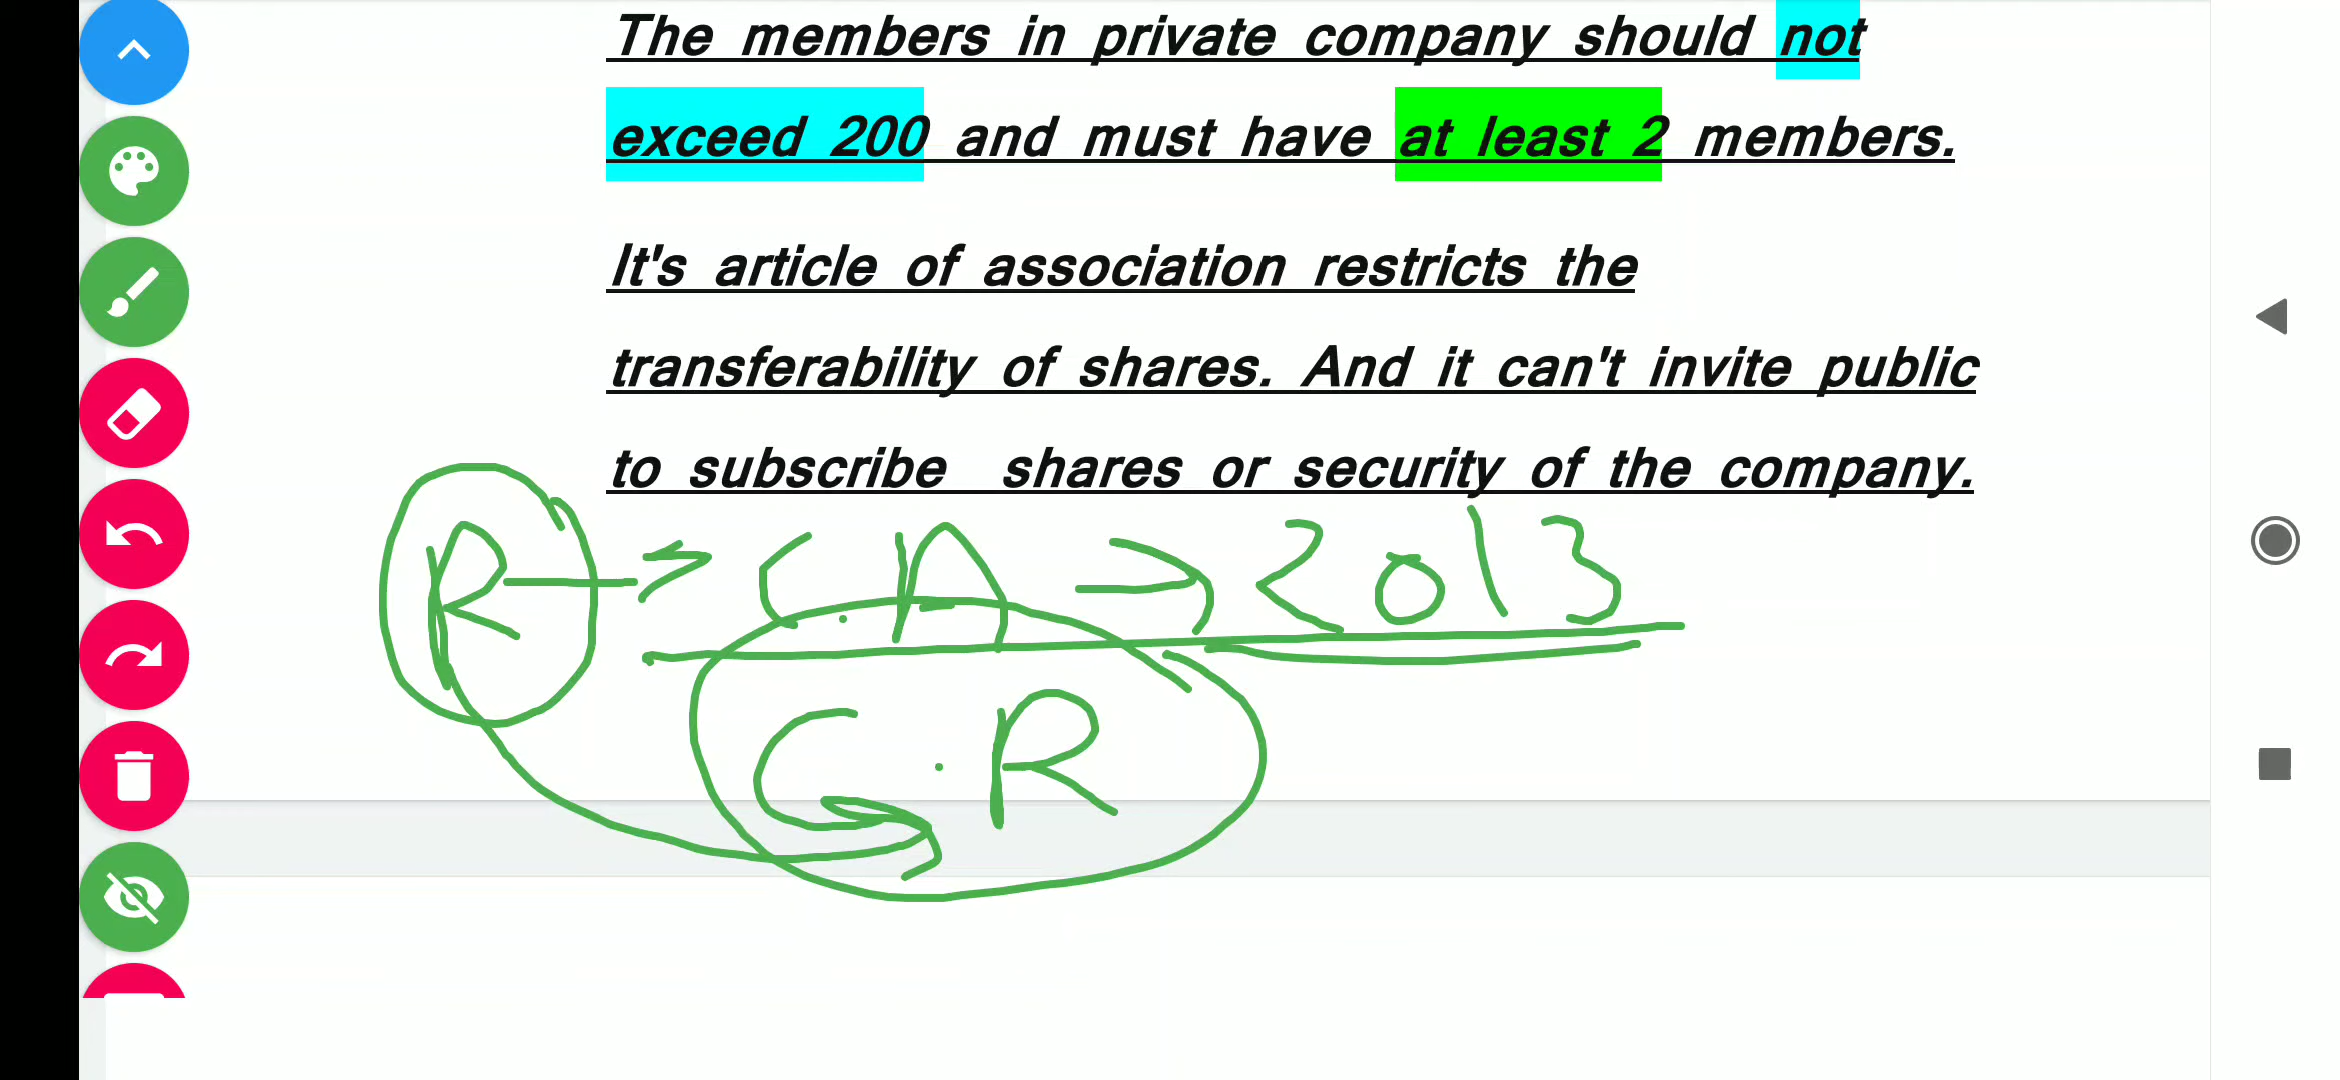 The members in private company should not
exceed 200 and must have at least 2 members.
It's article of association restricts the
transferability of shares. And it can't invite public
to subscribe shares or security of the company.
R → C.A → 2013
C.R